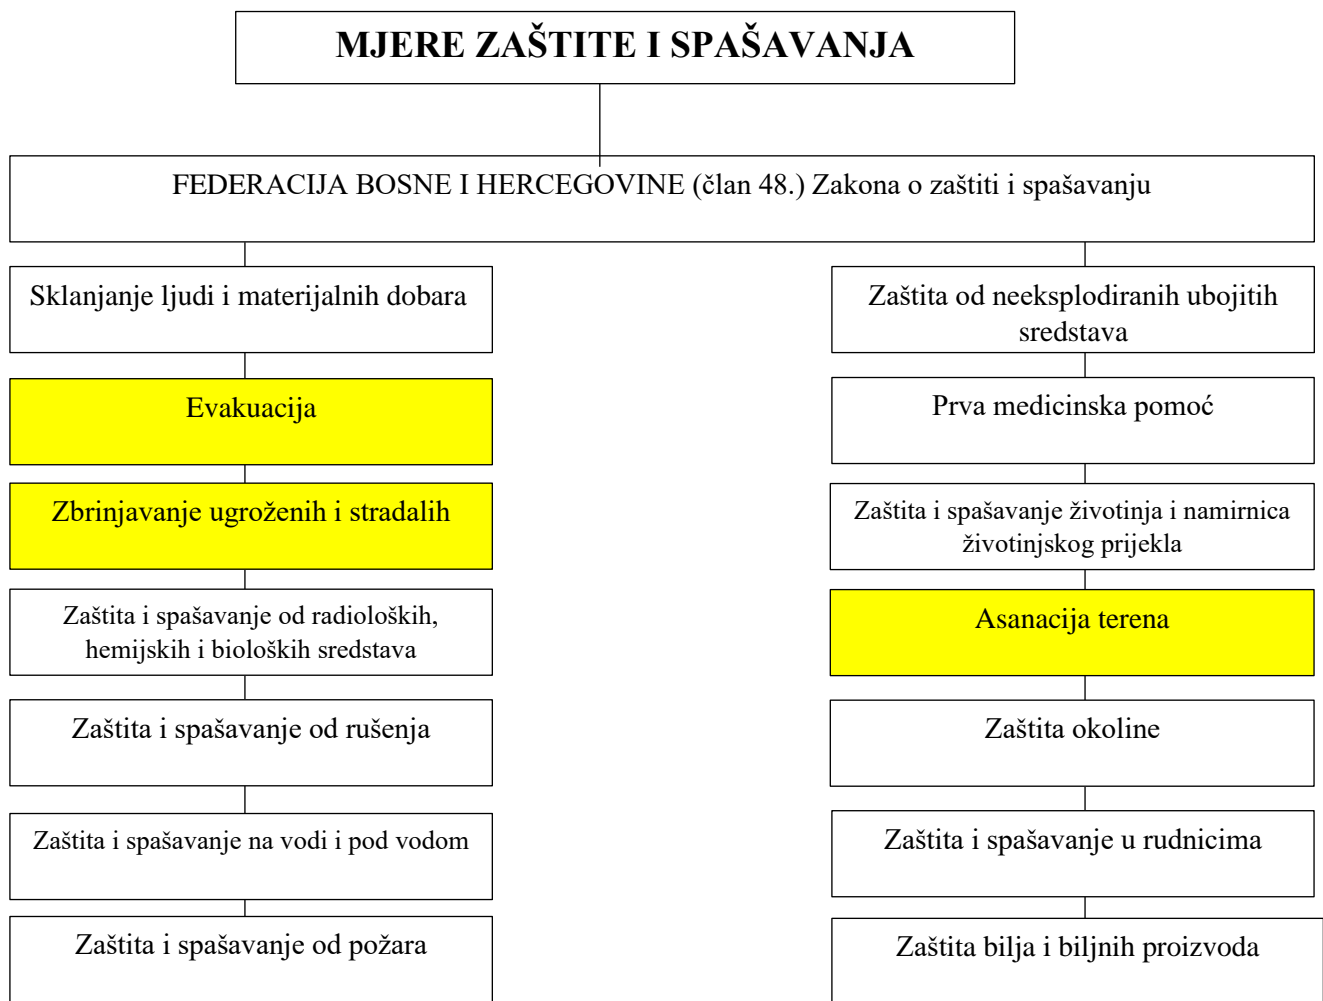 MJERE ZAŠTITE I SPAŠAVANJA
FEDERACIJA BOSNE I HERCEGOVINE (član 48.) Zakona o zaštiti i spašavanju
Sklanjanje ljudi i materijalnih dobara
Evakuacija
Zbrinjavanje ugroženih i stradalih
Zaštita i spašavanje od radioloških,
hemijskih i bioloških sredstava
Zaštita i spašavanje od rušenja
Zaštita i spašavanje na vodi i pod vodom
Zaštita i spašavanje od požara
Zaštita od neeksplodiranih ubojitih
sredstava
Prva medicinska pomoć
Zaštita i spašavanje životinja i namirnica
životinjskog prijekla
Asanacija terena
Zaštita okoline
Zaštita i spašavanje u rudnicima
Zaštita bilja i biljnih proizvoda